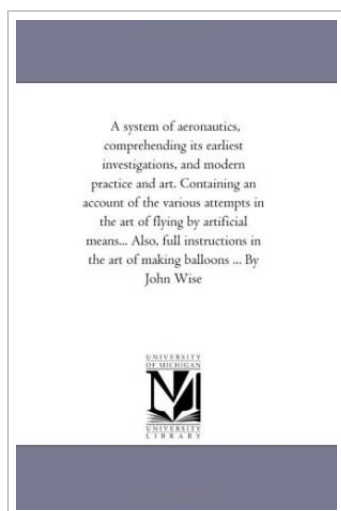 A system of aeronautics,
comprehending its earliest
investigations, and modern
practice and art. Containing an
account of the various attempts in
the art of flying by artificial
means... Also, full instructions in
the art of making balloons ... By
John Wise
UNIVERSITY
OF MICHIGAN
M
UNIVERSITY
LIBRARY